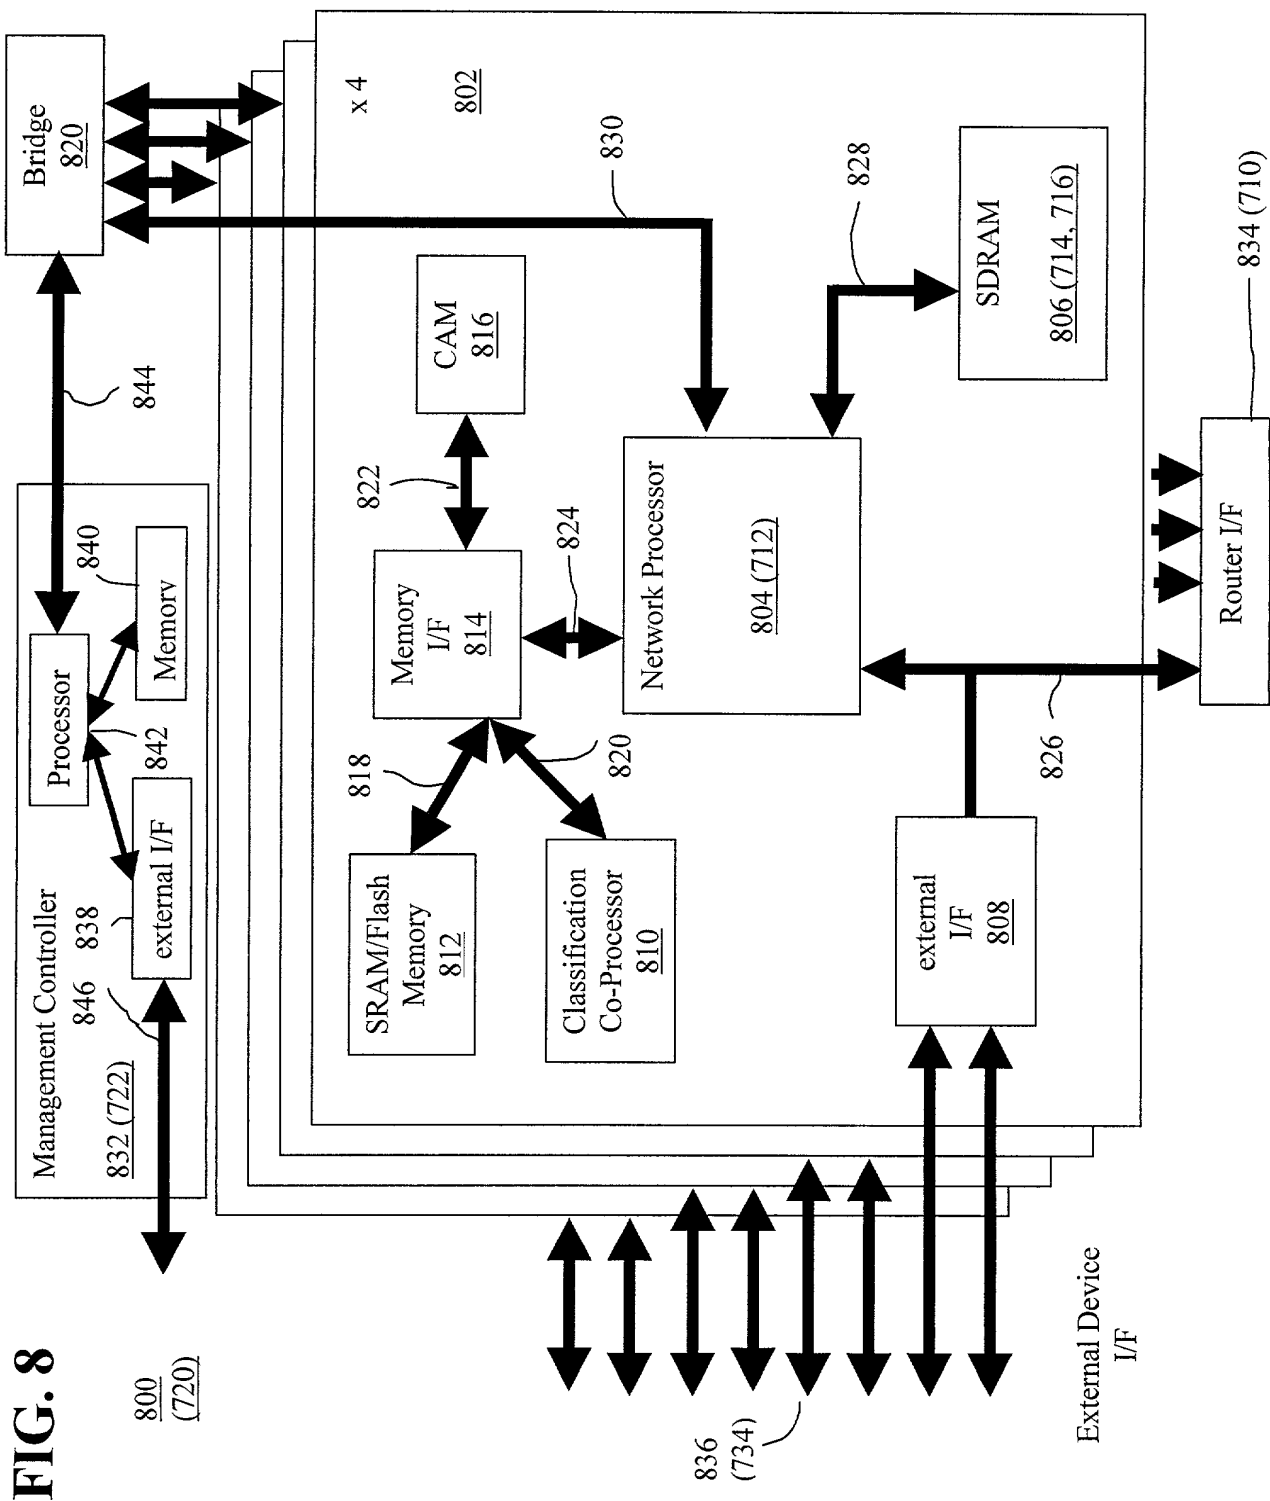 FIG. 8
800
(720)
Management Controller
832 (722)
846
838
external I/F
842
Processor
840
Memory
844
Bridge
820
x 4
802
830
SRAM/Flash
Memory
812
818
Classification
Co-Processor
810
820
Memory
I/F
814
822
CAM
816
824
Network Processor
804 (712)
828
SDRAM
806 (714, 716)
external
I/F
808
826
Router I/F
834 (710)
836
(734)
External Device
I/F